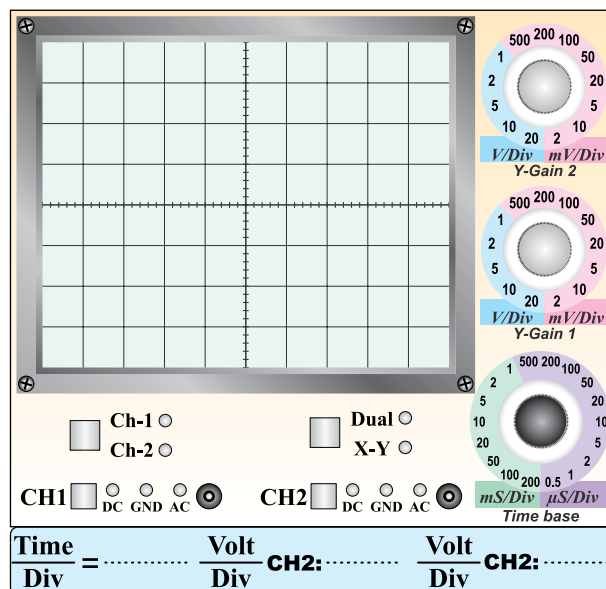 500 200 100
1 50
2 20
5 5
10 10
20 2
V/Div mV/Div
Y-Gain 2
500 200 100
1 50
2 20
5 5
10 10
20 2
V/Div mV/Div
Y-Gain 1
500 200
1 100
2 50
5 20
10 10
20 5
50 2
100 1
200 0.5
mS/Div µS/Div
Time base
Ch-1
Ch-2
Dual
X-Y
CH1 DC GND AC
CH2 DC GND AC
Time/Div = ............ Volt/Div CH2: ............ Volt/Div CH2: ............